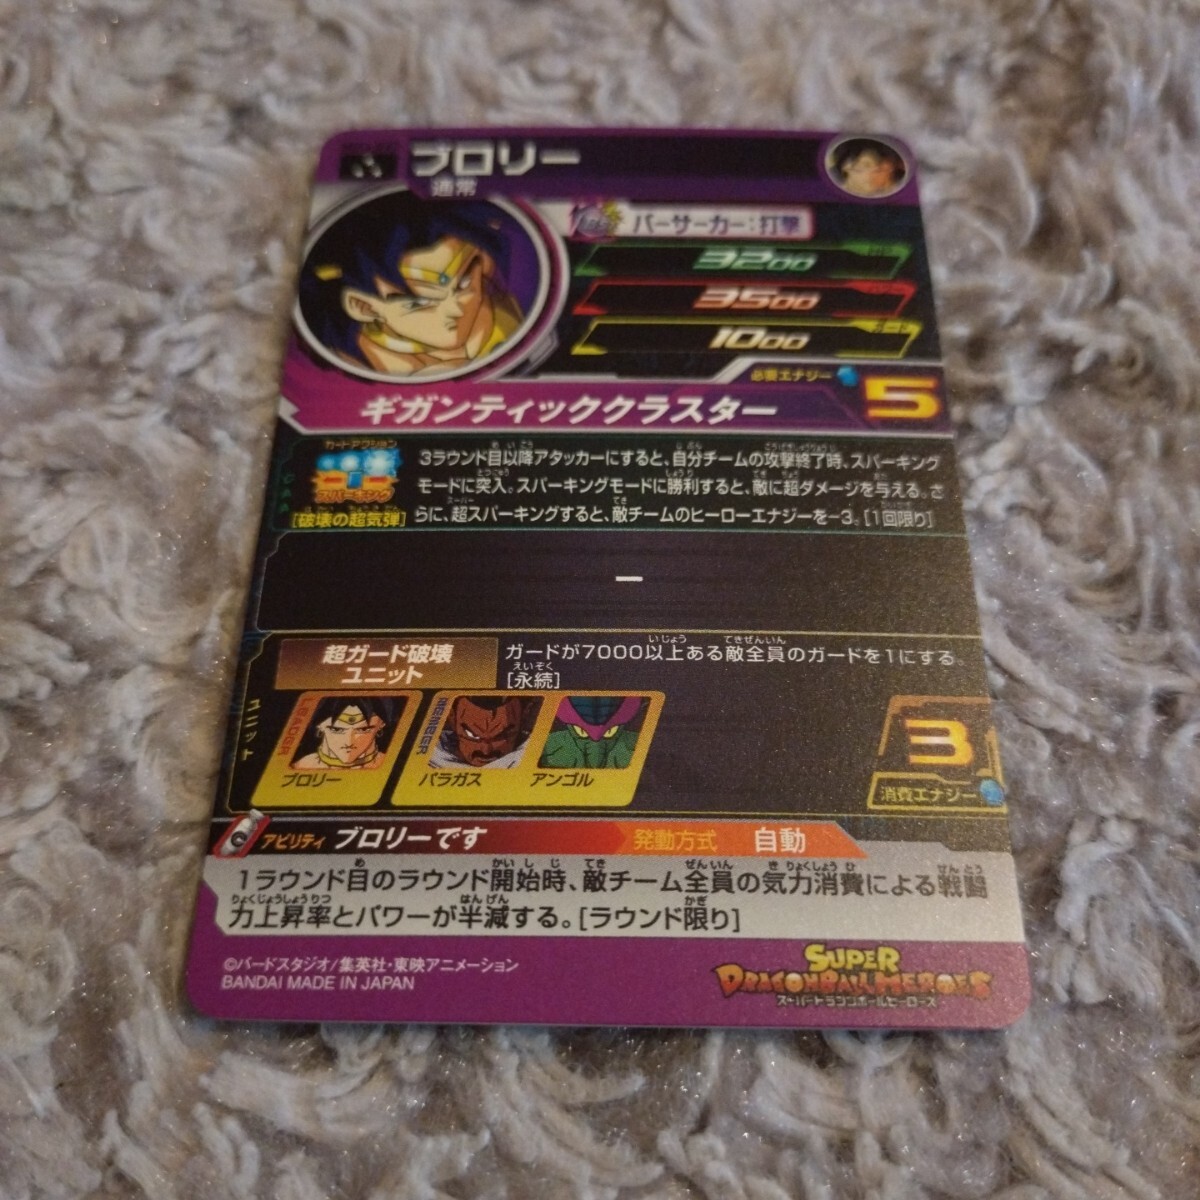 ブロリー
通常
バーサーカー:打撃
3200
3500
ガード
1000
必要エナジー
5
ギガンティッククラスター
カードアクション
スパーキング
[破壊の超気弾]
3ラウンド目以降アタッカーにすると、自分チームの攻撃終了時、スパーキング
モードに突入。スパーキングモードに勝利すると、敵に超ダメージを与える。さ
らに、超スパーキングすると、敵チームのヒーローエナジーを-3。[1回限り]
CAA
ー
ユニット
超ガード破壊
ユニット
ガードが7000以上ある敵全員のガードを1にする。
[永続]
LEADER
ブロリー
MEMBER
パラガス
アンゴル
3
消費エナジー
アビリティ
ブロリーです
発動方式
自動
1ラウンド目のラウンド開始時、敵チーム全員の気力消費による戦闘
力上昇率とパワーが半減する。[ラウンド限り]
©バードスタジオ/集英社・東映アニメーション
BANDAI MADE IN JAPAN
SUPER
DRAGONBALL HEROES
スーパードラゴンボールヒーローズ